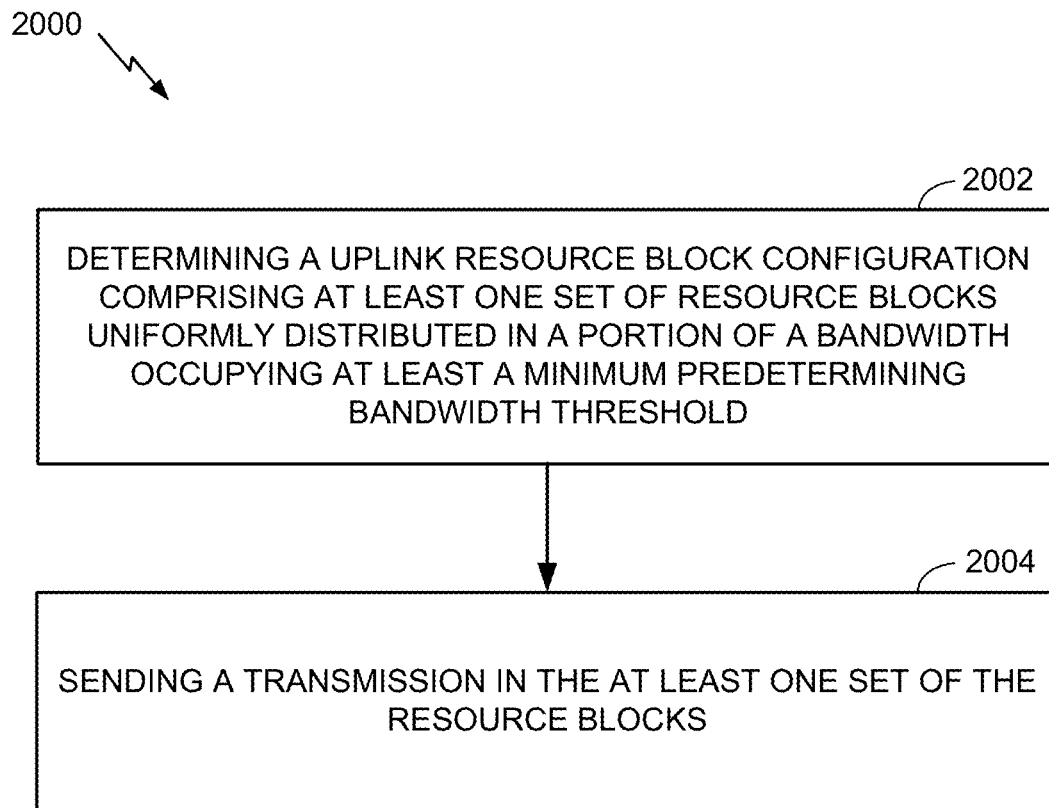 2000
2002
DETERMINING A UPLINK RESOURCE BLOCK CONFIGURATION
COMPRISING AT LEAST ONE SET OF RESOURCE BLOCKS
UNIFORMLY DISTRIBUTED IN A PORTION OF A BANDWIDTH
OCCUPYING AT LEAST A MINIMUM PREDETERMINING
BANDWIDTH THRESHOLD
2004
SENDING A TRANSMISSION IN THE AT LEAST ONE SET OF THE
RESOURCE BLOCKS